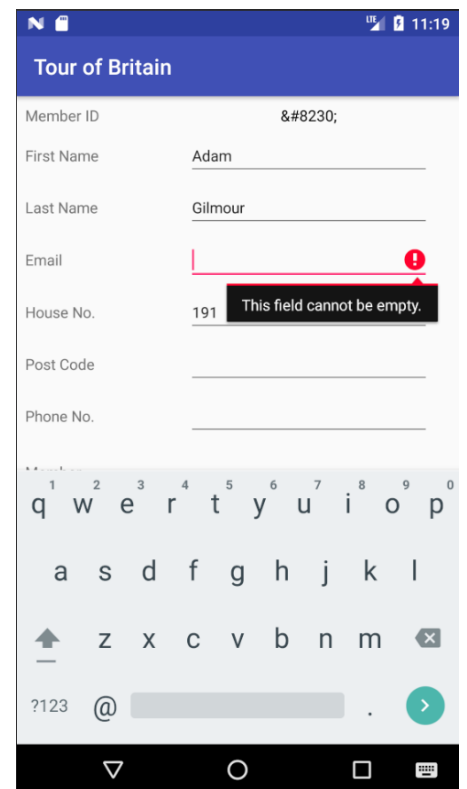 N LTE 11:19
Tour of Britain
Member ID &#8230;
First Name Adam
Last Name Gilmour
Email
This field cannot be empty.
House No. 191
Post Code
Phone No.
1 2 3 4 5 6 7 8 9 0
q w e r t y u i o p
a s d f g h j k l
z x c v b n m
?123 @ .